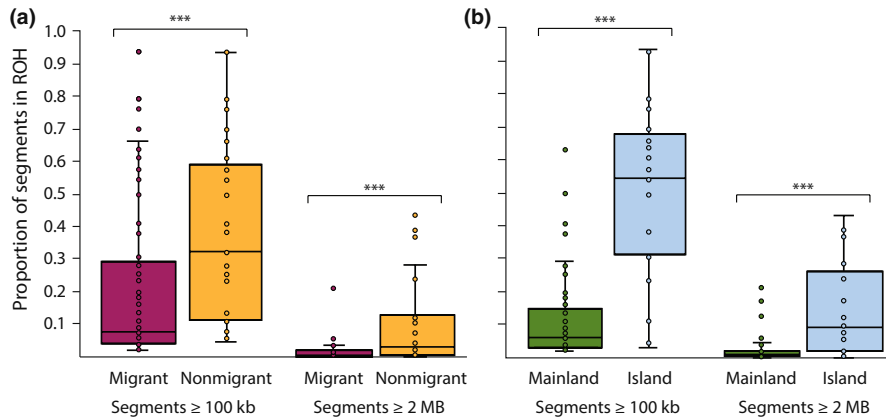 (a)
Proportion of segments in ROH
1.0
0.9
0.8
0.7
0.6
0.5
0.4
0.3
0.2
0.1
***
***
Migrant Nonmigrant Migrant Nonmigrant
Segments ≥ 100 kb Segments ≥ 2 MB
(b)
***
***
Mainland Island Mainland Island
Segments ≥ 100 kb Segments ≥ 2 MB